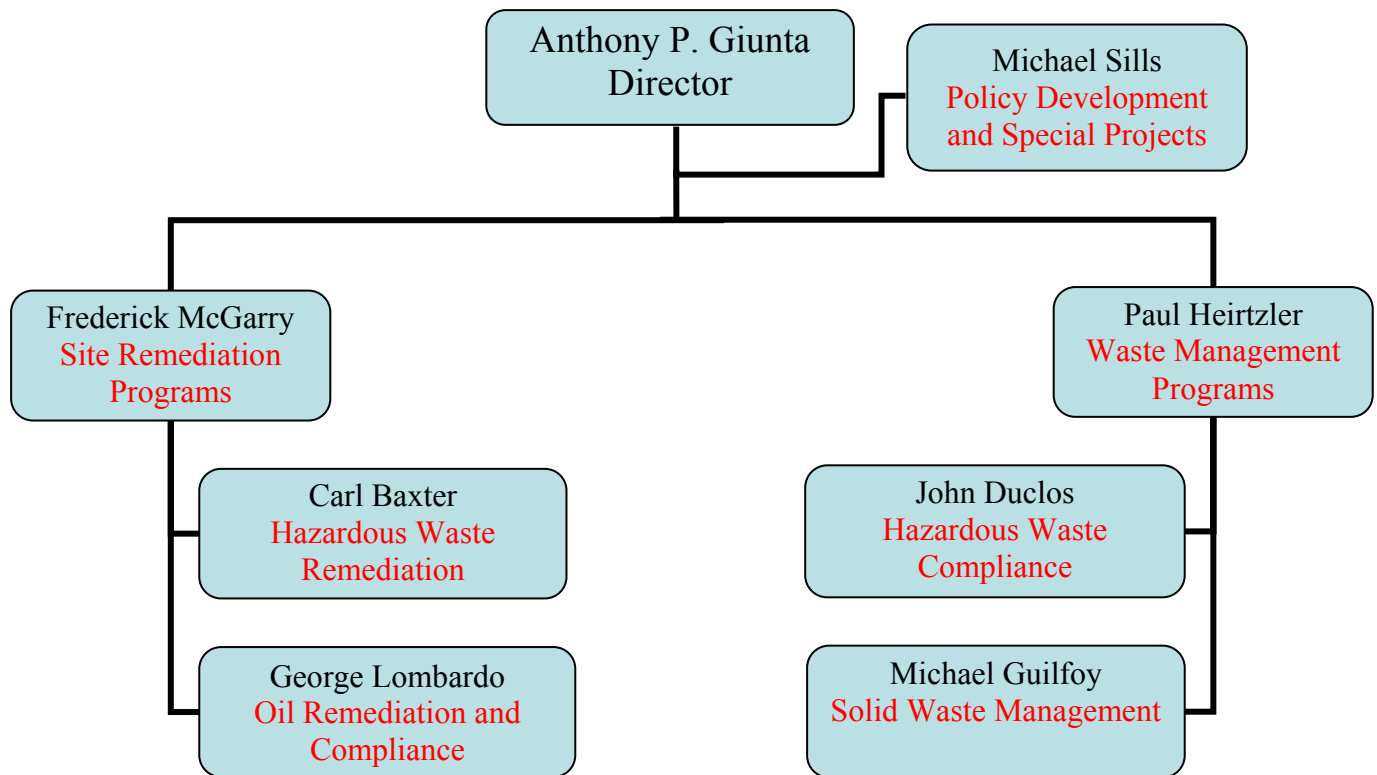 Anthony P. Giunta
Director
Michael Sills
Policy Development
and Special Projects
Frederick McGarry
Site Remediation
Programs
Paul Heirtzler
Waste Management
Programs
Carl Baxter
Hazardous Waste
Remediation
John Duclos
Hazardous Waste
Compliance
George Lombardo
Oil Remediation and
Compliance
Michael Guilfoy
Solid Waste Management